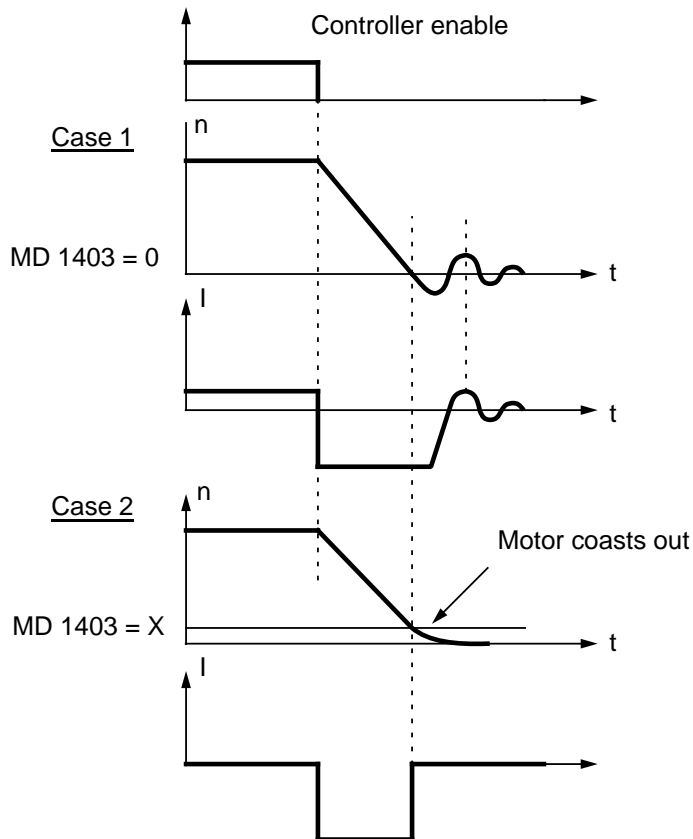 Controller enable
n
Case 1
MD 1403 = 0
t
I
t
n
Case 2
Motor coasts out
MD 1403 = X
t
I